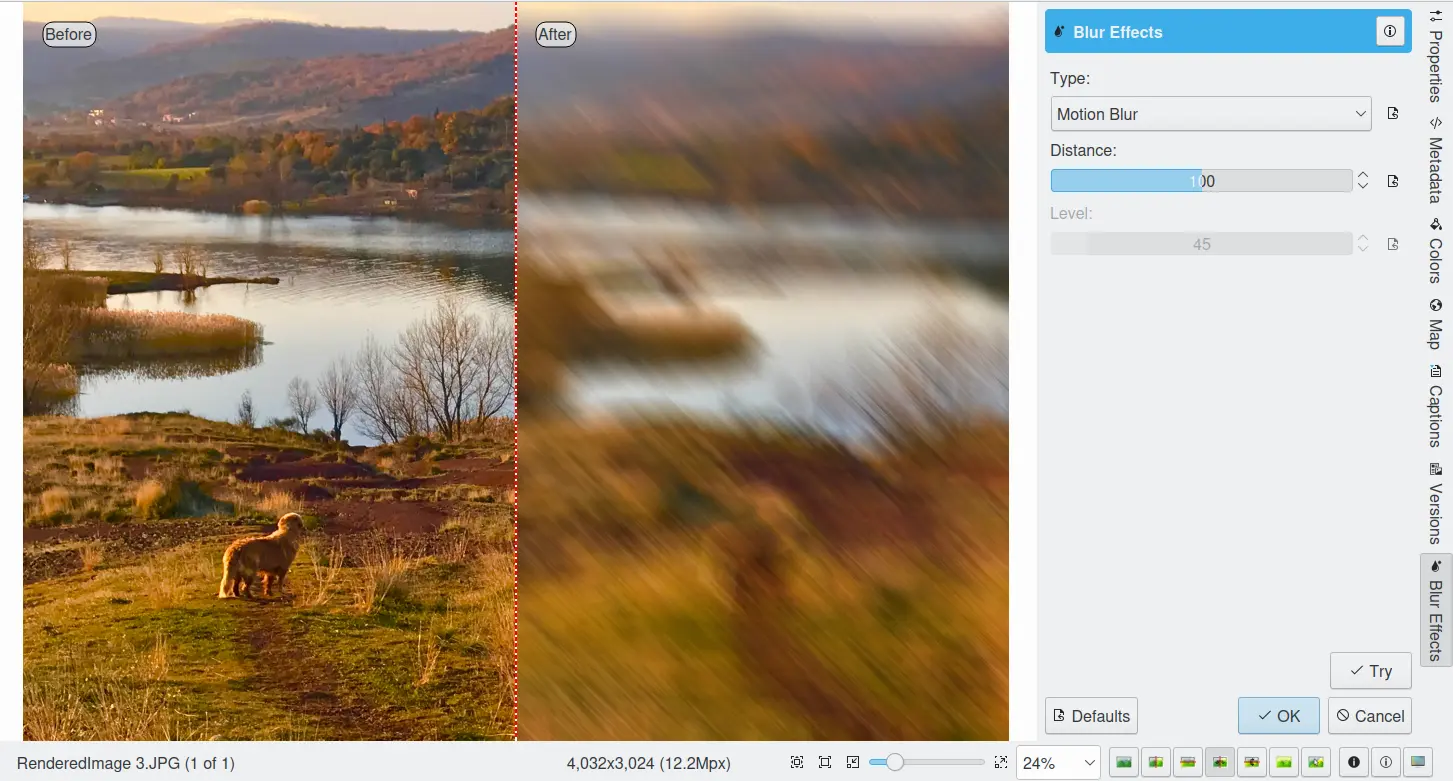 Before
After
Blur Effects
Type:
Motion Blur
Distance:
100
Level:
45
Try
Defaults
OK
Cancel
Properties
Metadata
Colors
Map
Captions
Versions
Blur Effects
RenderedImage 3.JPG (1 of 1)
4,032x3,024 (12.2Mpx)
24%